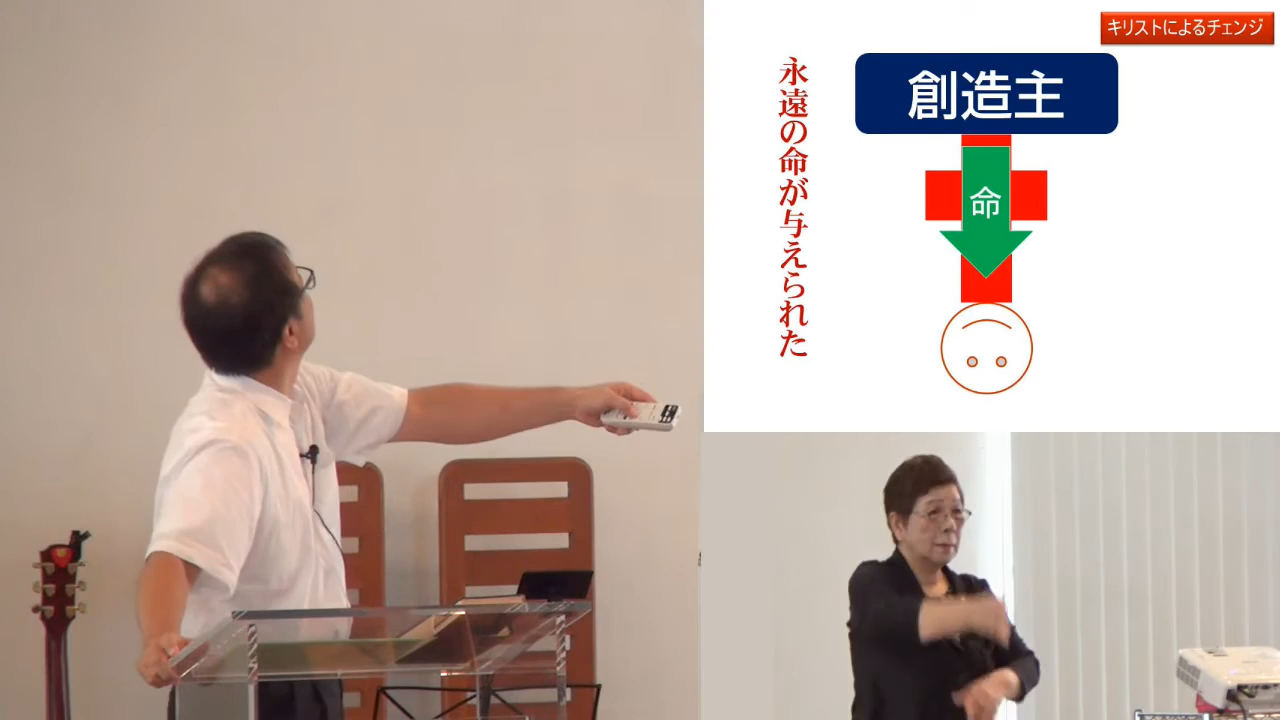 キリストによるチェンジ
創造主
永遠の命が与えられた
命